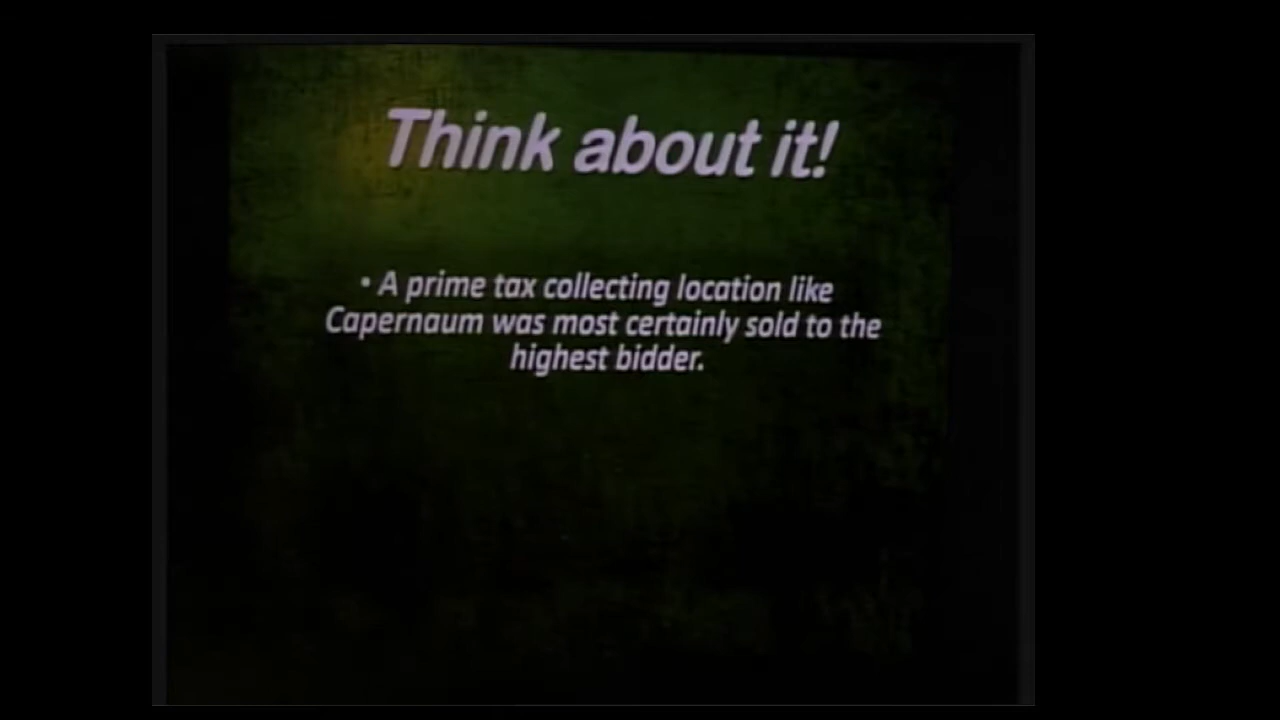 Think about it!
• A prime tax collecting location like
Capernaum was most certainly sold to the
highest bidder.